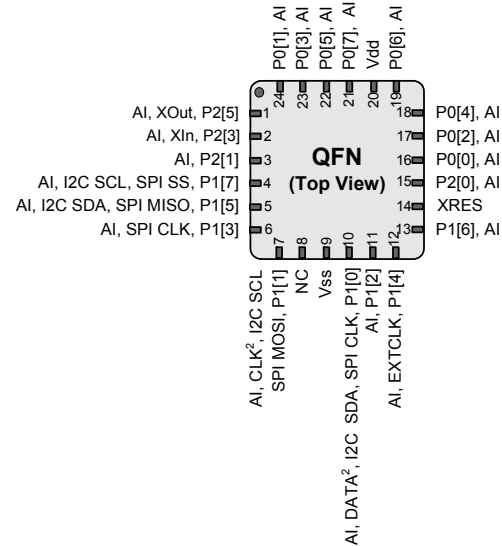 P0[1], AI
P0[3], AI
P0[5], AI
P0[7], AI
Vdd
P0[6], AI
24
23
22
21
20
19
AI, XOut, P2[5]
1
AI, XIn, P2[3]
2
AI, P2[1]
3
AI, I2C SCL, SPI SS, P1[7]
4
AI, I2C SDA, SPI MISO, P1[5]
5
AI, SPI CLK, P1[3]
6
QFN
(Top View)
18
P0[4], AI
17
P0[2], AI
16
P0[0], AI
15
P2[0], AI
14
XRES
13
P1[6], AI
7
8
9
10
11
12
AI, CLK², I2C SCL
SPI MOSI, P1[1]
NC
Vss
AI, DATA², I2C SDA, SPI CLK, P1[0]
AI, P1[2]
AI, EXTCLK, P1[4]